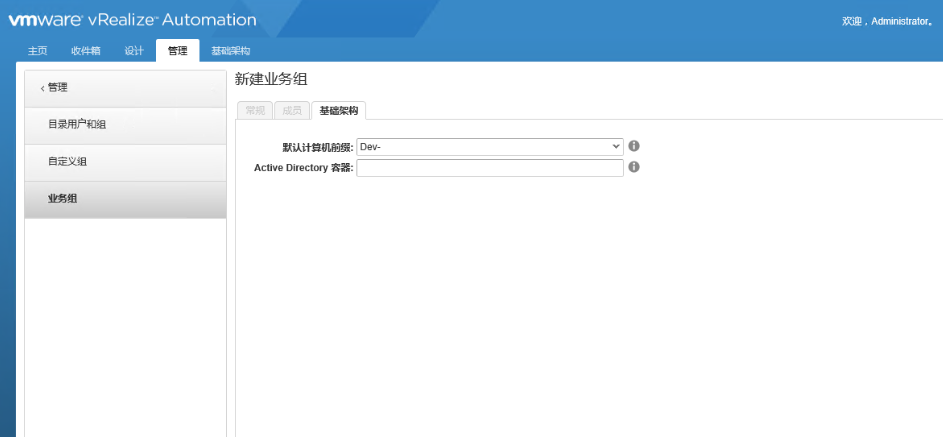 vmware® vRealize™ Automation
欢迎，Administrator。
主页 收件箱 设计 管理 基础架构
‹ 管理
目录用户和组
自定义组
业务组
新建业务组
常规 成员 基础架构
默认计算机前缀: Dev-
Active Directory 容器: